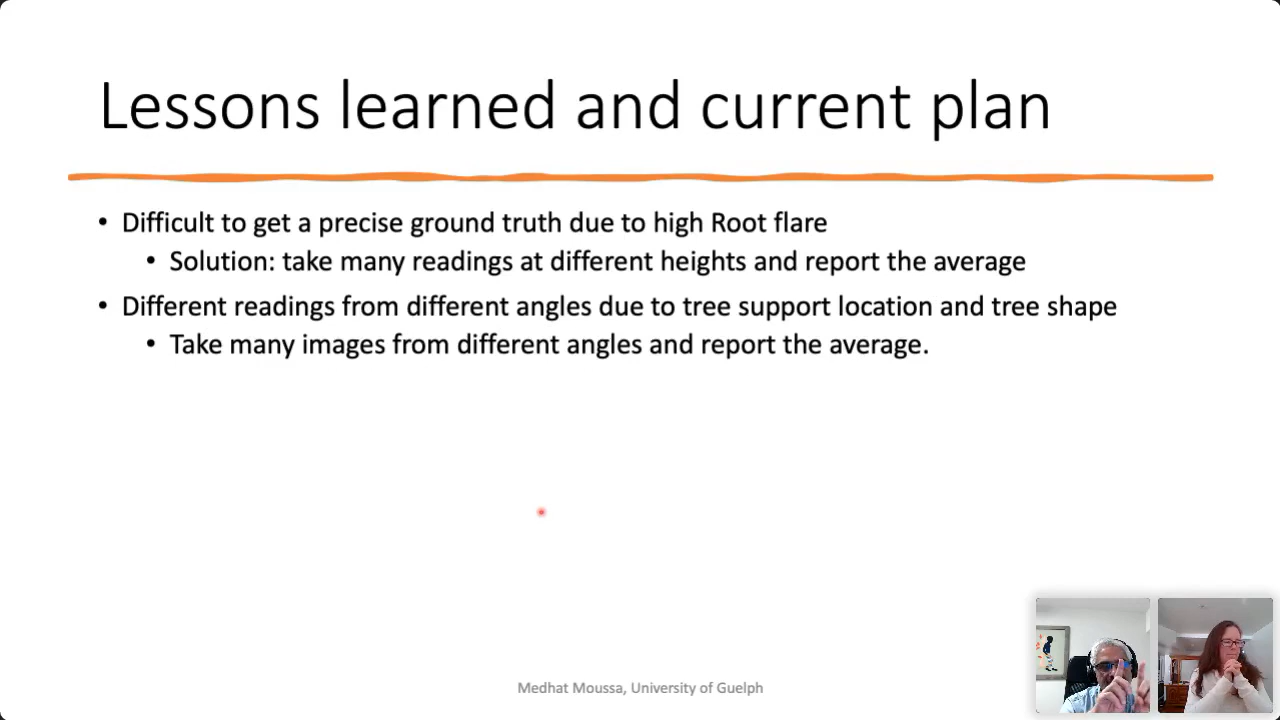 Lessons learned and current plan
• Difficult to get a precise ground truth due to high Root flare
• Solution: take many readings at different heights and report the average
• Different readings from different angles due to tree support location and tree shape
• Take many images from different angles and report the average.
Medhat Moussa, University of Guelph